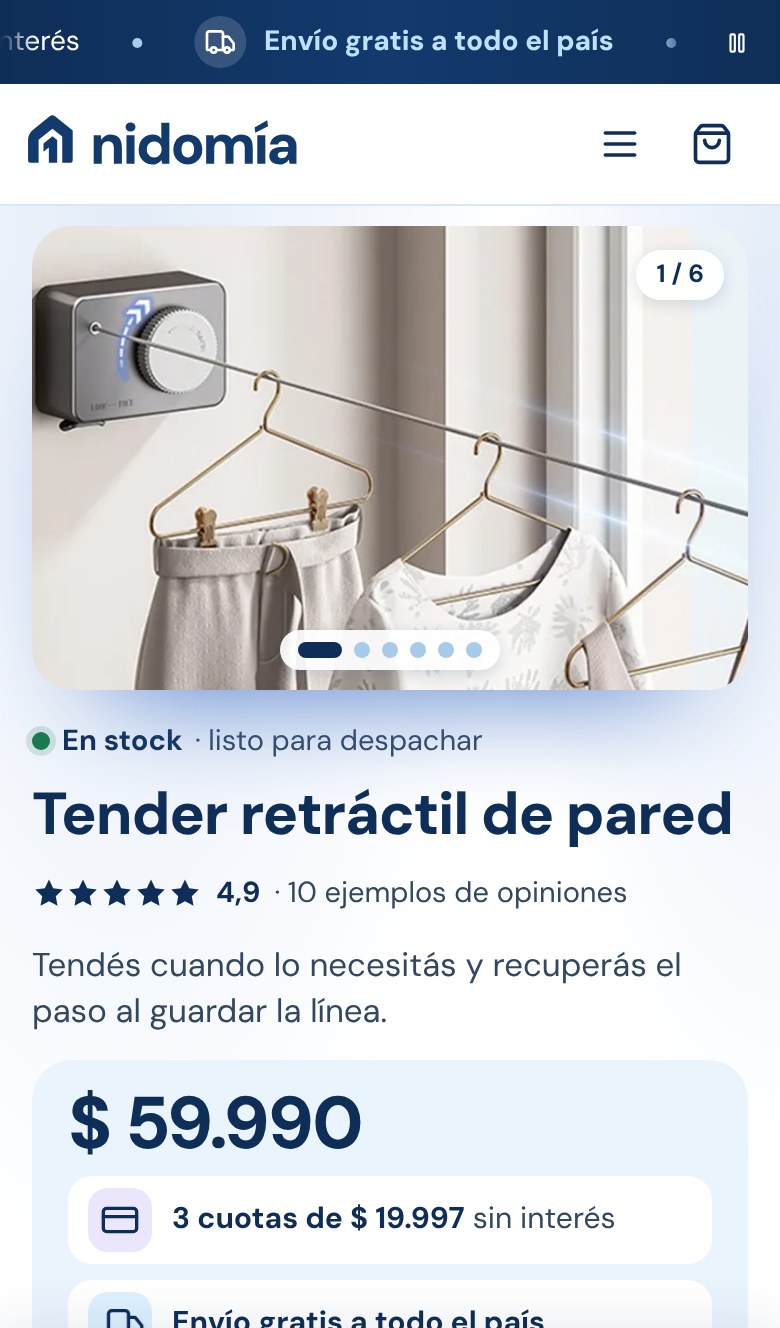 Envío gratis a todo el país
nidomía
1 / 6
En stock · listo para despachar
Tender retráctil de pared
4,9 · 10 ejemplos de opiniones
Tendés cuando lo necesitás y recuperás el
paso al guardar la línea.
$ 59.990
3 cuotas de $ 19.997 sin interés
Envío gratis a todo el país